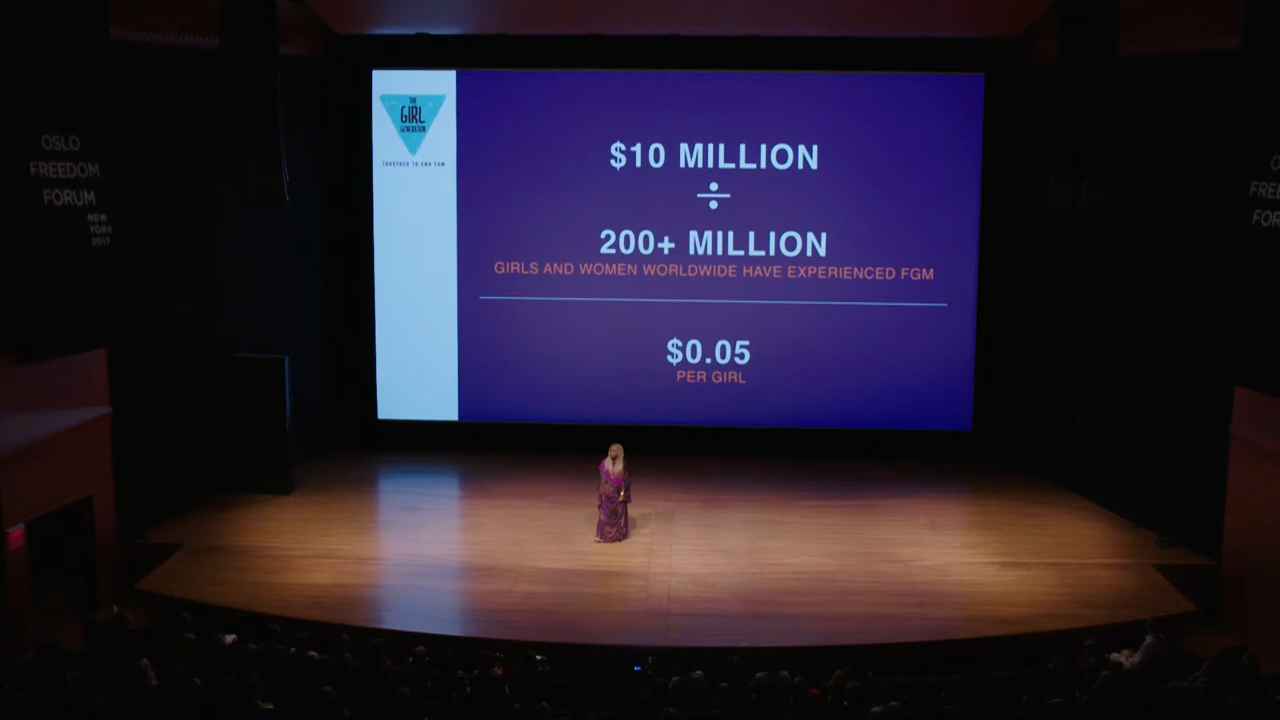 OSLO
FREEDOM
FORUM
NEW
YORK
2017
THE
GIRL
GENERATION
TOGETHER TO END FGM
$10 MILLION
÷
200+ MILLION
GIRLS AND WOMEN WORLDWIDE HAVE EXPERIENCED FGM
$0.05
PER GIRL